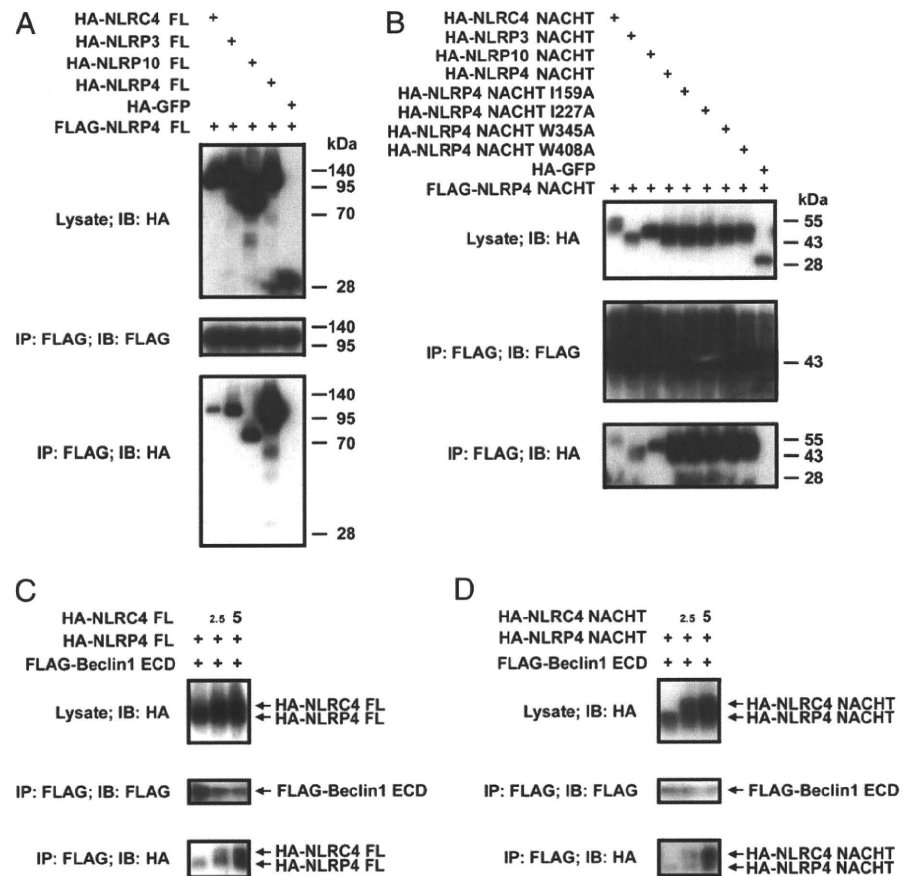 A
HA-NLRC4 FL +
HA-NLRP3 FL +
HA-NLRP10 FL +
HA-NLRP4 FL +
HA-GFP +
FLAG-NLRP4 FL + + + + +
kDa
Lysate; IB: HA
140
95
70
28
IP: FLAG; IB: FLAG
140
95
IP: FLAG; IB: HA
140
95
70
28
B
HA-NLRC4 NACHT +
HA-NLRP3 NACHT +
HA-NLRP10 NACHT +
HA-NLRP4 NACHT +
HA-NLRP4 NACHT I159A +
HA-NLRP4 NACHT I227A +
HA-NLRP4 NACHT W345A +
HA-NLRP4 NACHT W408A +
HA-GFP +
FLAG-NLRP4 NACHT + + + + + + + + +
kDa
Lysate; IB: HA
55
43
28
IP: FLAG; IB: FLAG
43
IP: FLAG; IB: HA
55
43
28
C
HA-NLRC4 FL 2.5 5
HA-NLRP4 FL + + +
FLAG-Beclin1 ECD + + +
Lysate; IB: HA
←HA-NLRC4 FL
←HA-NLRP4 FL
IP: FLAG; IB: FLAG
←FLAG-Beclin1 ECD
IP: FLAG; IB: HA
←HA-NLRC4 FL
←HA-NLRP4 FL
D
HA-NLRC4 NACHT 2.5 5
HA-NLRP4 NACHT + + +
FLAG-Beclin1 ECD + + +
Lysate; IB: HA
←HA-NLRC4 NACHT
←HA-NLRP4 NACHT
IP: FLAG; IB: FLAG
←FLAG-Beclin1 ECD
IP: FLAG; IB: HA
←HA-NLRC4 NACHT
←HA-NLRP4 NACHT